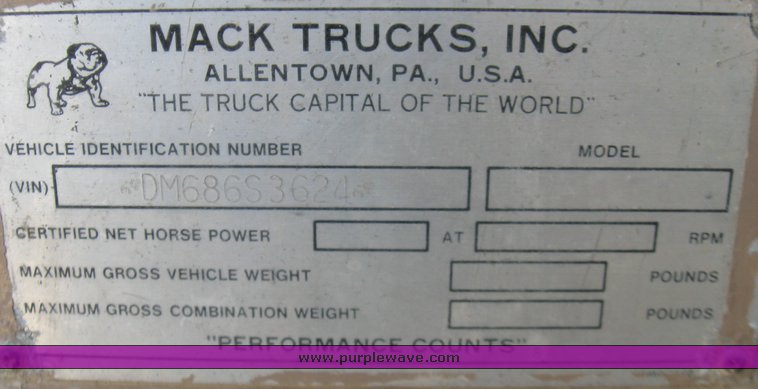 MACK TRUCKS, INC.
ALLENTOWN, PA., U.S.A.
"THE TRUCK CAPITAL OF THE WORLD"
VEHICLE IDENTIFICATION NUMBER MODEL
(VIN) DM686S3624
CERTIFIED NET HORSE POWER AT RPM
MAXIMUM GROSS VEHICLE WEIGHT POUNDS
MAXIMUM GROSS COMBINATION WEIGHT POUNDS
"PERFORMANCE COUNTS"
www.purplewave.com